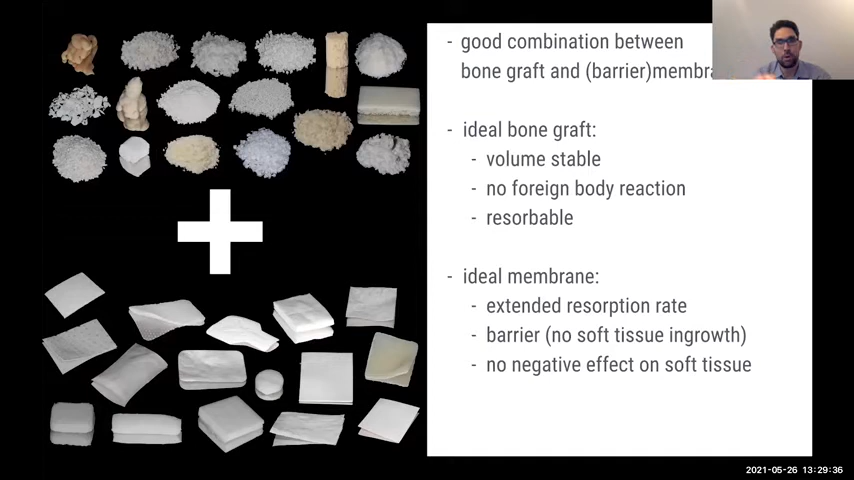 - good combination between
bone graft and (barrier)membra
- ideal bone graft:
- volume stable
- no foreign body reaction
- resorbable
- ideal membrane:
- extended resorption rate
- barrier (no soft tissue ingrowth)
- no negative effect on soft tissue
2021-05-26 13:29:36